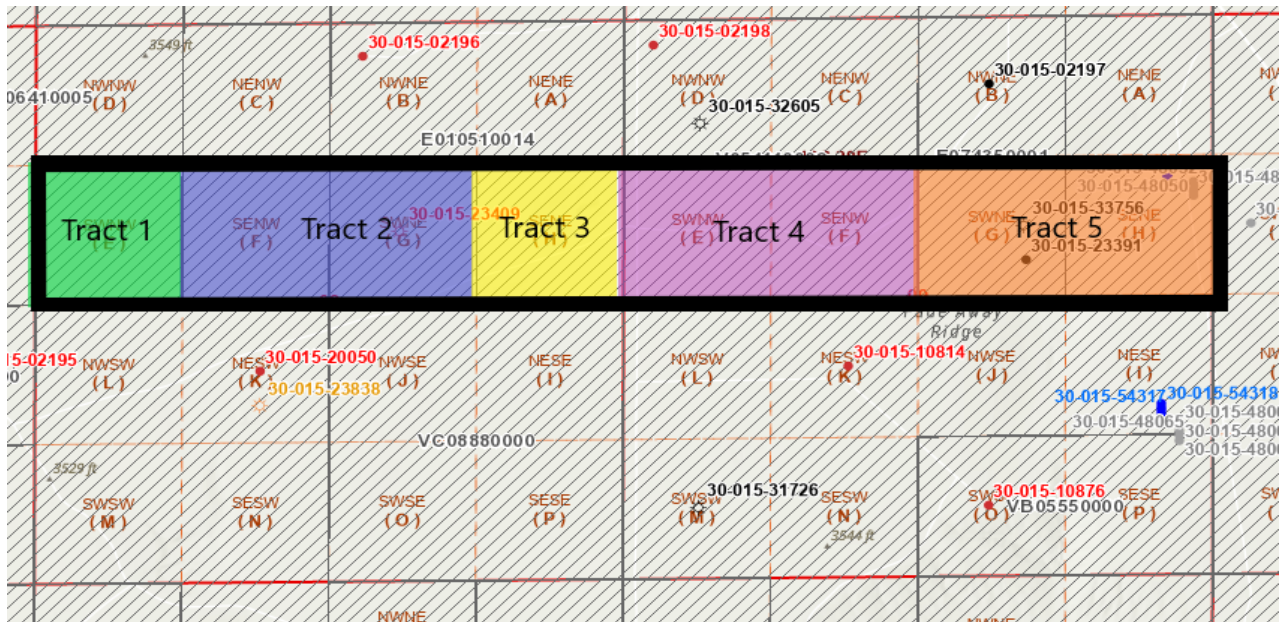 3549 ft
30-015-02196
30-015-02198
30-015-02197
NWNW
(D)
NENW
(C)
NWNE
(B)
NENE
(A)
NWNW
(D)
NENW
(C)
NWNE
(B)
NENE
(A)
06410005
30-015-32605
E010510014
30-015-48050
Tract 1
(E)
SENW
(F)
Tract 2
30-015-23409
(G)
Tract 3
SENE
(H)
SWNW
(E)
Tract 4
SENW
(F)
SWNE
(G)
30-015-33756
Tract 5
30-015-23391
SENE
(H)
Fade Away
Ridge
15-02195
NWSW
(L)
30-015-20050
NESW
(K)
30-015-23838
NWSE
(J)
NESE
(I)
NWSW
(L)
30-015-10814
NESW
(K)
NWSE
(J)
NESE
(I)
30-015-54317
30-015-54318
30-015-48065
VC08880000
3529 ft
SWSW
(M)
SESW
(N)
SWSE
(O)
SESE
(P)
30-015-31726
SWSW
(M)
SESW
(N)
3544 ft
30-015-10876
(O)
VB05550000
SESE
(P)
NWNE